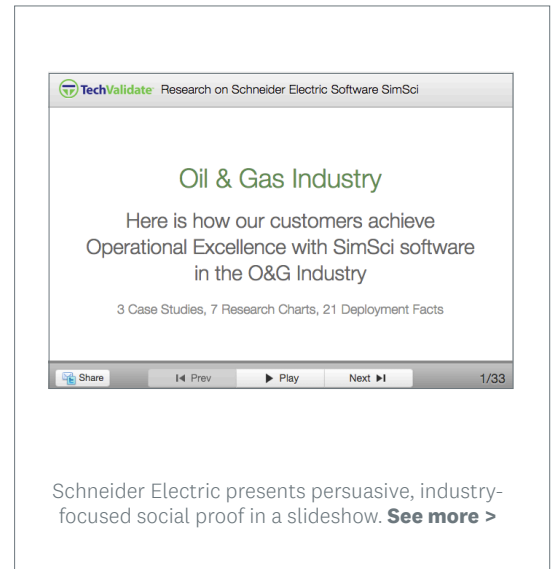 TechValidate Research on Schneider Electric Software SimSci
Oil & Gas Industry
Here is how our customers achieve
Operational Excellence with SimSci software
in the O&G Industry
3 Case Studies, 7 Research Charts, 21 Deployment Facts
Share Prev Play Next 1/33
Schneider Electric presents persuasive, industry-
focused social proof in a slideshow. See more >